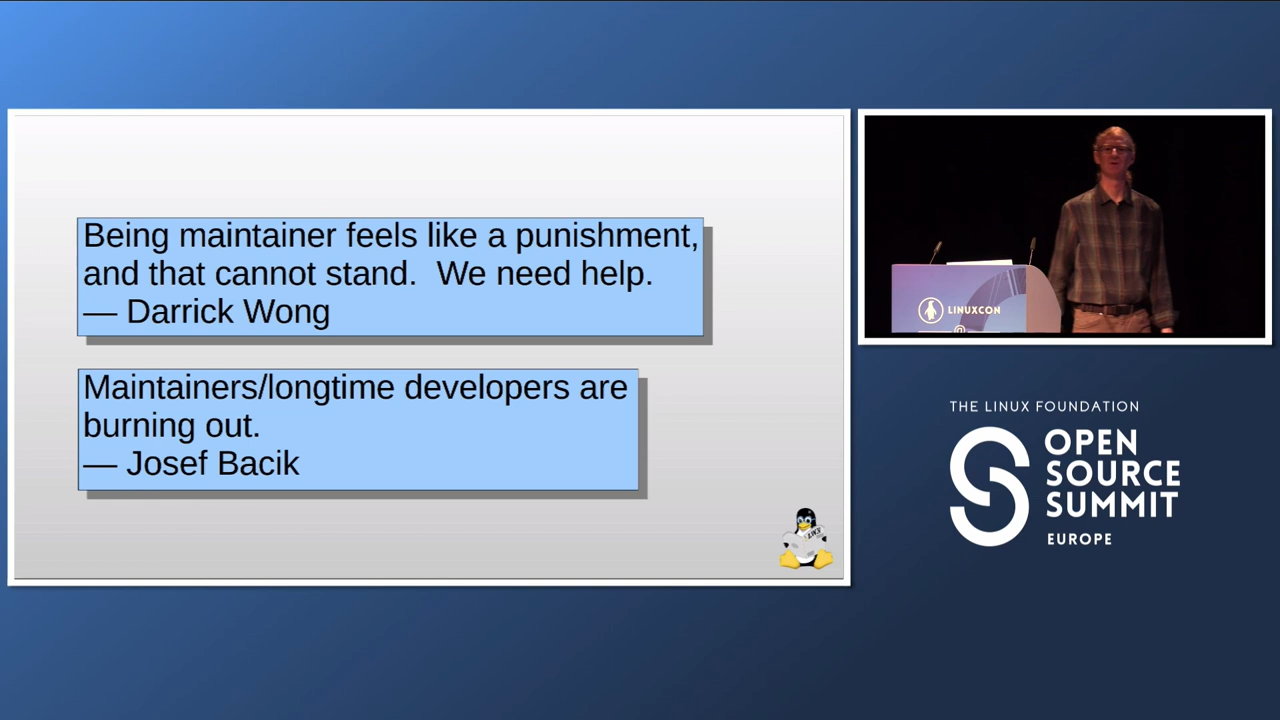 Being maintainer feels like a punishment,
and that cannot stand.  We need help.
— Darrick Wong
Maintainers/longtime developers are
burning out.
— Josef Bacik
LINUXCON
THE LINUX FOUNDATION
OPEN
SOURCE
SUMMIT
EUROPE